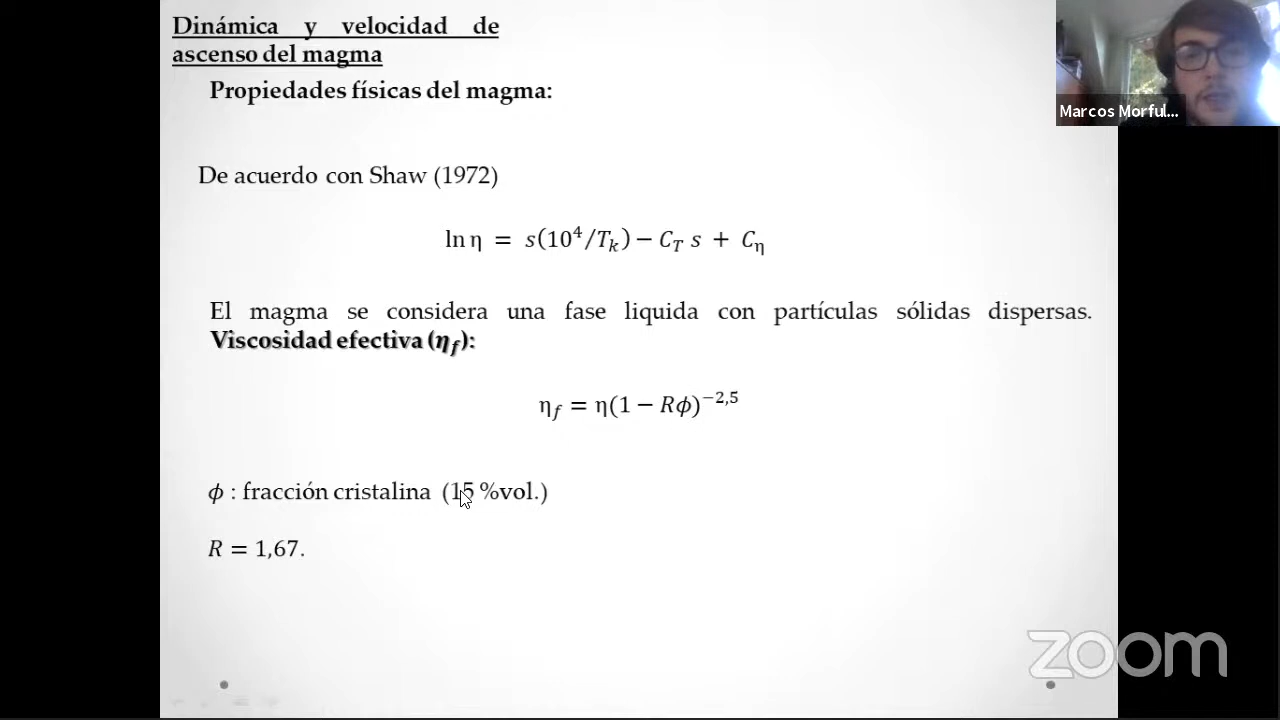 Dinámica y velocidad de
ascenso del magma
Propiedades físicas del magma:
Marcos Morful...
De acuerdo con Shaw (1972)
ln η = s(10⁴/Tₖ) − C_T s + C_η
El magma se considera una fase liquida con partículas sólidas dispersas.
Viscosidad efectiva (η_f):
η_f = η(1 − Rϕ)⁻²,⁵
ϕ : fracción cristalina (15 %vol.)
R = 1,67.
zoom